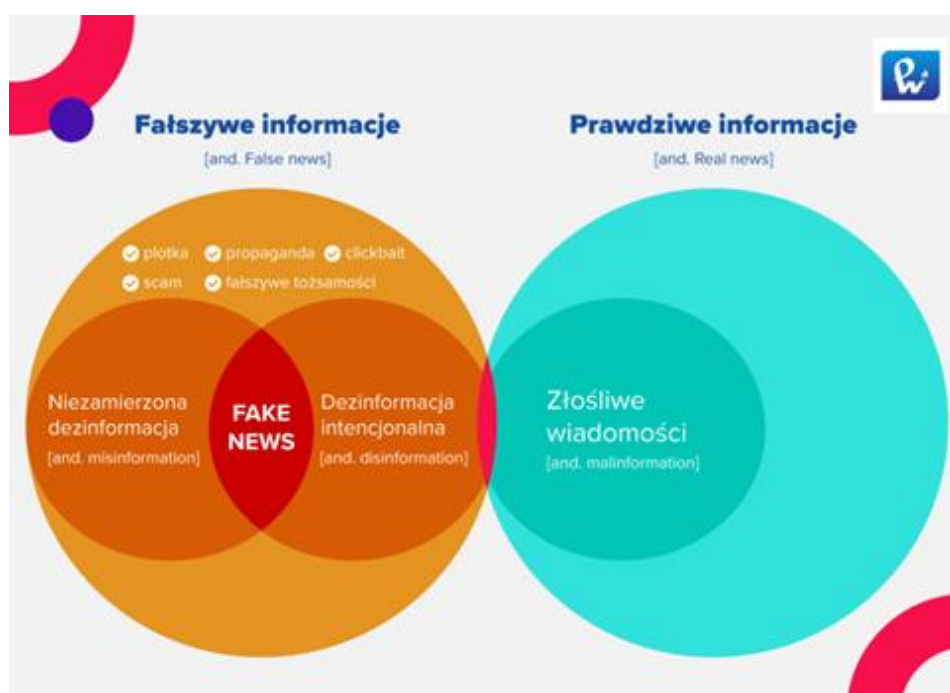 Fałszywe informacje
[and. False news]
Prawdziwe informacje
[and. Real news]
plotka propaganda clickbait
scam fałszywe tożsamości
Niezamierzona
dezinformacja
[and. misinformation]
FAKE
NEWS
Dezinformacja
intencjonalna
[and. disinformation]
Złośliwe
wiadomości
[and. malinformation]